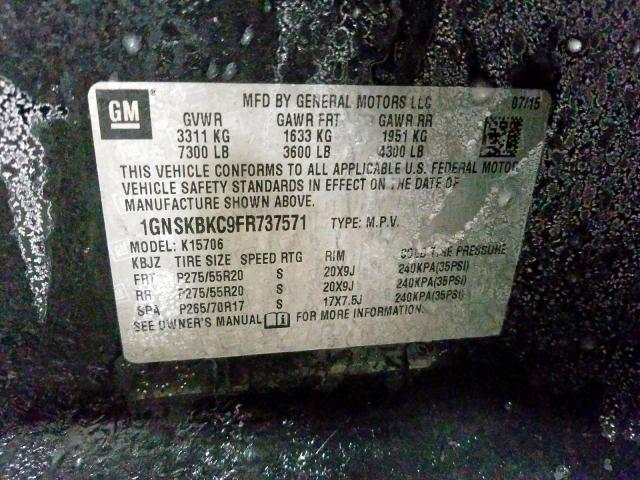 GM MFD BY GENERAL MOTORS LLC 07/15
GVWR GAWR FRT GAWR RR
3311 KG 1633 KG 1951 KG
7300 LB 3600 LB 4300 LB
THIS VEHICLE CONFORMS TO ALL APPLICABLE U.S. FEDERAL MOTOR
VEHICLE SAFETY STANDARDS IN EFFECT ON THE DATE OF
MANUFACTURE SHOWN ABOVE.
1GNSKBKC9FR737571 TYPE: M.P.V.
MODEL: K15706
KBJZ TIRE SIZE SPEED RTG RIM COLD TIRE PRESSURE
FRT P275/55R20 S 20X9J 240KPA(35PSI)
RR P275/55R20 S 20X9J 240KPA(35PSI)
SPA P265/70R17 S 17X7.5J 240KPA(35PSI)
SEE OWNER'S MANUAL FOR MORE INFORMATION.